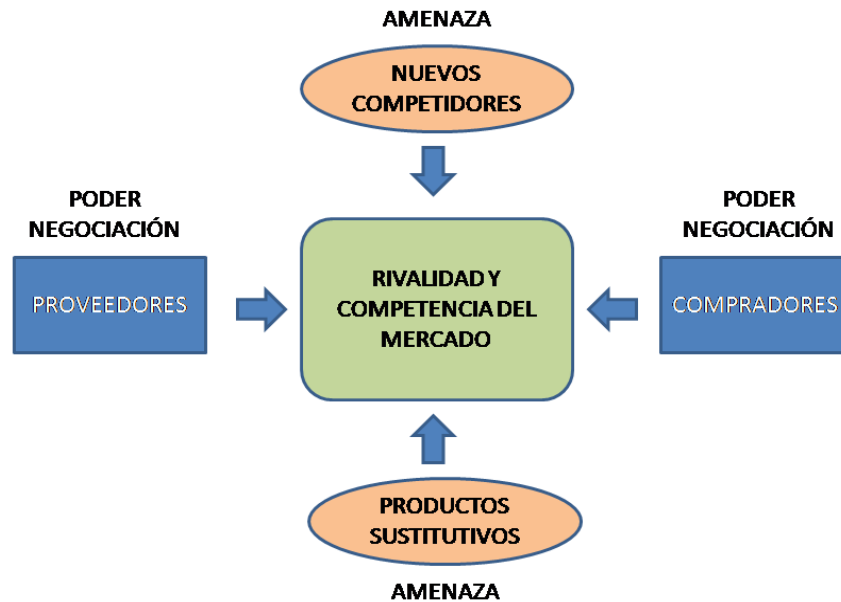 AMENAZA
NUEVOS
COMPETIDORES
PODER
NEGOCIACIÓN
PROVEEDORES
RIVALIDAD Y
COMPETENCIA DEL
MERCADO
PODER
NEGOCIACIÓN
COMPRADORES
PRODUCTOS
SUSTITUTIVOS
AMENAZA